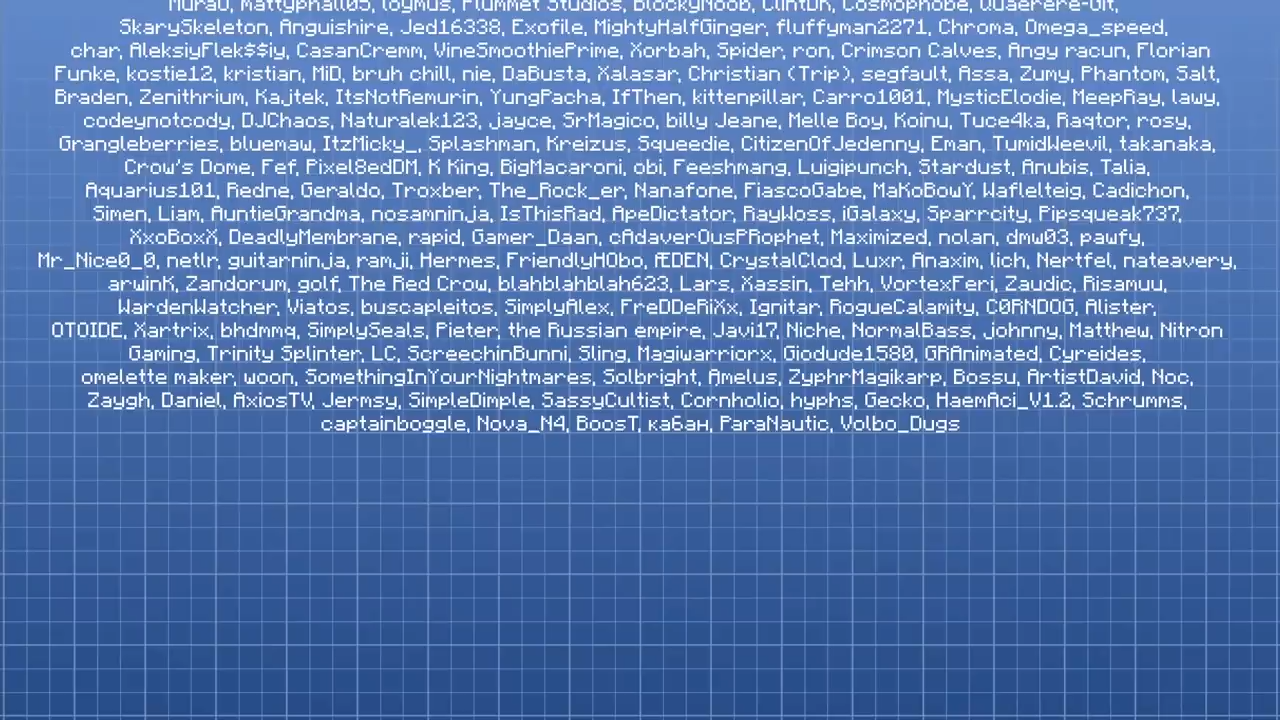 mattyphall05, loymus, Plummet Studios, BlockyNoob, ClintDh, Cosmophobe, Quaerere-Git,
SkarySkeleton, Anguishire, Jed16338, Exofile, MightyHalfGinger, fluffyman2271, Chroma, Omega_speed,
char, AleksiyFlek$$iy, CasanCremm, VineSmoothiePrime, Xorbah, Spider, ron, Crimson Calves, Angy racun, Florian
Funke, kostie12, kristian, MiD, bruh chill, nie, DaBusta, Xalasar, Christian (Trip), segfault, Assa, Zumy, Phantom, Salt,
Braden, Zenithrium, Kajtek, ItsNotRemurin, YungPacha, IfThen, kittenpillar, Carro1001, MysticElodie, MeepRay, lawy,
codeynotcody, DJChaos, Naturalek123, jayce, SrMagico, billy Jeane, Melle Boy, Koinu, Tuce4ka, Raqtor, rosy,
Grangleberries, bluemaw, ItzMicky_, Splashman, Kreizus, Squeedie, CitizenOfJedenny, Eman, TumidWeevil, takanaka,
Crow's Dome, Fef, Pixel8edDM, K King, BigMacaroni, obi, Feeshmang, Luigipunch, Stardust, Anubis, Talia,
Aquarius101, Redne, Geraldo, Troxber, The_Rock_er, Nanafone, FiascoGabe, MaKoBowY, Waflelteig, Cadichon,
Simen, Liam, AuntieGrandma, nosamninja, IsThisRad, ApeDictator, RayWoss, iGalaxy, Sparrcity, Pipsqueak737,
XxoBoxX, DeadlyMembrane, rapid, Gamer_Daan, cAdaverOusPRophet, Maximized, nolan, dmw03, pawfy,
Mr_Nice0_0, netlr, guitarninja, ramji, Hermes, FriendlyHObo, ÆDEN, CrystalClod, Luxr, Anaxim, lich, Nertfel, nateavery,
arwinK, Zandorum, golf, The Red Crow, blahblahblah623, Lars, Xassin, Tehh, VortexFeri, Zaudic, Risamuu,
WardenWatcher, Viatos, buscapleitos, SimplyAlex, FreDDeRiXx, Ignitar, RogueCalamity, C0RNDOG, Alister,
OTOIDE, Xartrix, bhdmmq, SimplySeals, Pieter, the Russian empire, Javi17, Niche, NormalBass, johnny, Matthew, Nitron
Gaming, Trinity Splinter, LC, ScreechinBunni, Sling, Magiwarriorx, Giodude1580, GRAnimated, Cyreides,
omelette maker, woon, SomethingInYourNightmares, Solbright, Amelus, ZyphrMagikarp, Bossu, ArtistDavid, Noc,
Zaygh, Daniel, AxiosTV, Jermsy, SimpleDimple, SassyCultist, Cornholio, hyphs, Gecko, HaemAci_V1.2, Schrumms,
captainboggle, Nova_N4, BoosT, кабан, ParaNautic, Volbo_Dugs